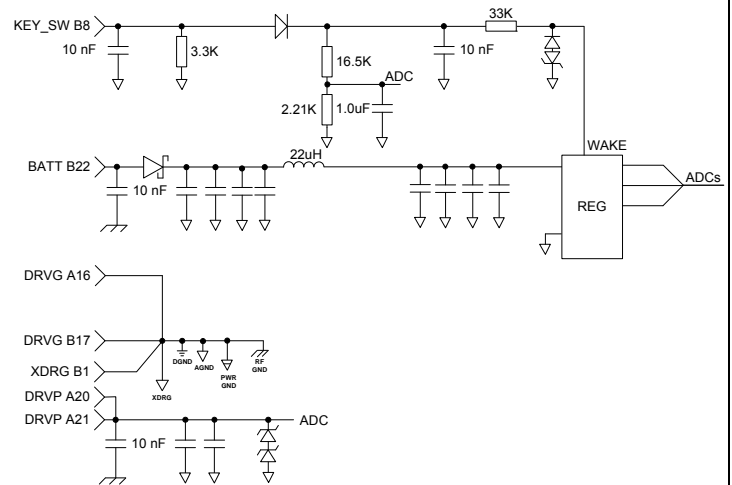 KEY_SW B8
33K
10 nF
3.3K
10 nF
16.5K
ADC
2.21K
1.0uF
22uH
WAKE
BATT B22
10 nF
ADCs
REG
DRVG A16
DRVG B17
DGND
AGND
PWR
GND
RF
GND
XDRG B1
XDRG
DRVP A20
DRVP A21
ADC
10 nF